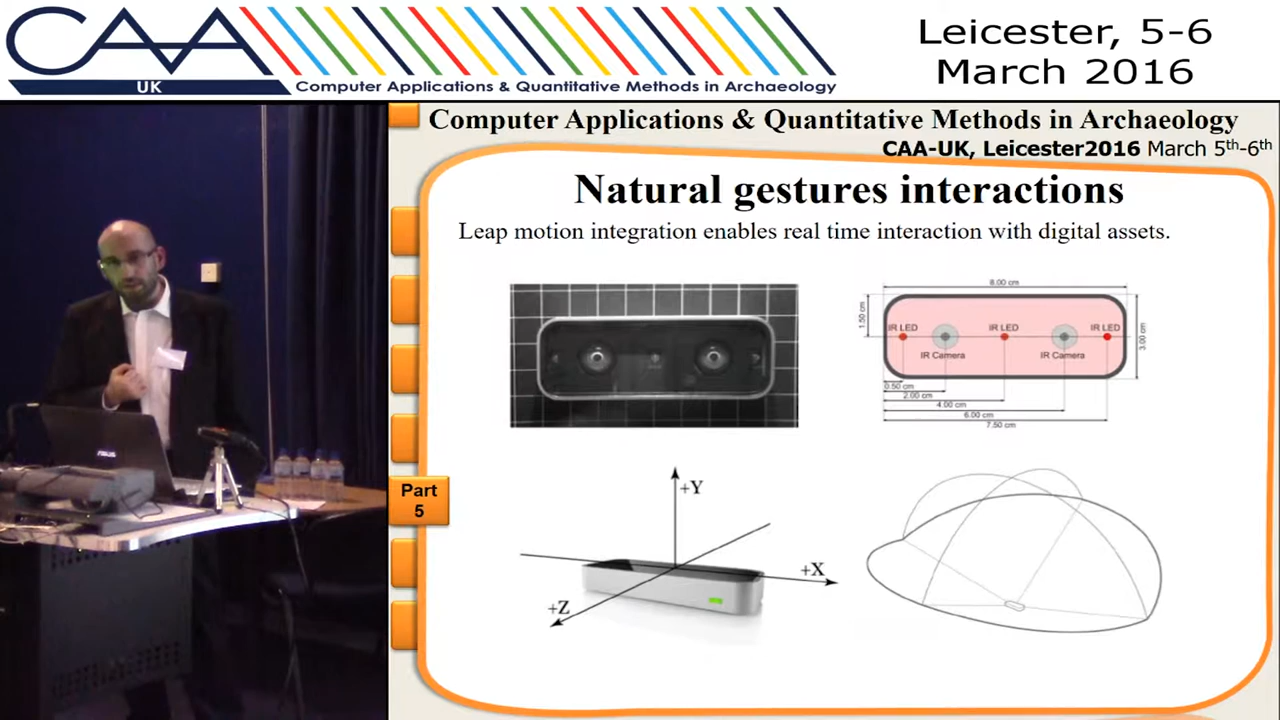 CAA
UK
Computer Applications & Quantitative Methods in Archaeology
Leicester, 5-6
March 2016
Computer Applications & Quantitative Methods in Archaeology
CAA-UK, Leicester2016 March 5th-6th
Natural gestures interactions
Leap motion integration enables real time interaction with digital assets.
8.00 cm
1.50 cm
IR LED
IR LED
IR LED
IR Camera
IR Camera
3.00 cm
0.50 cm
2.00 cm
4.00 cm
6.00 cm
7.50 cm
Part
5
+Y
+X
+Z
ASUS